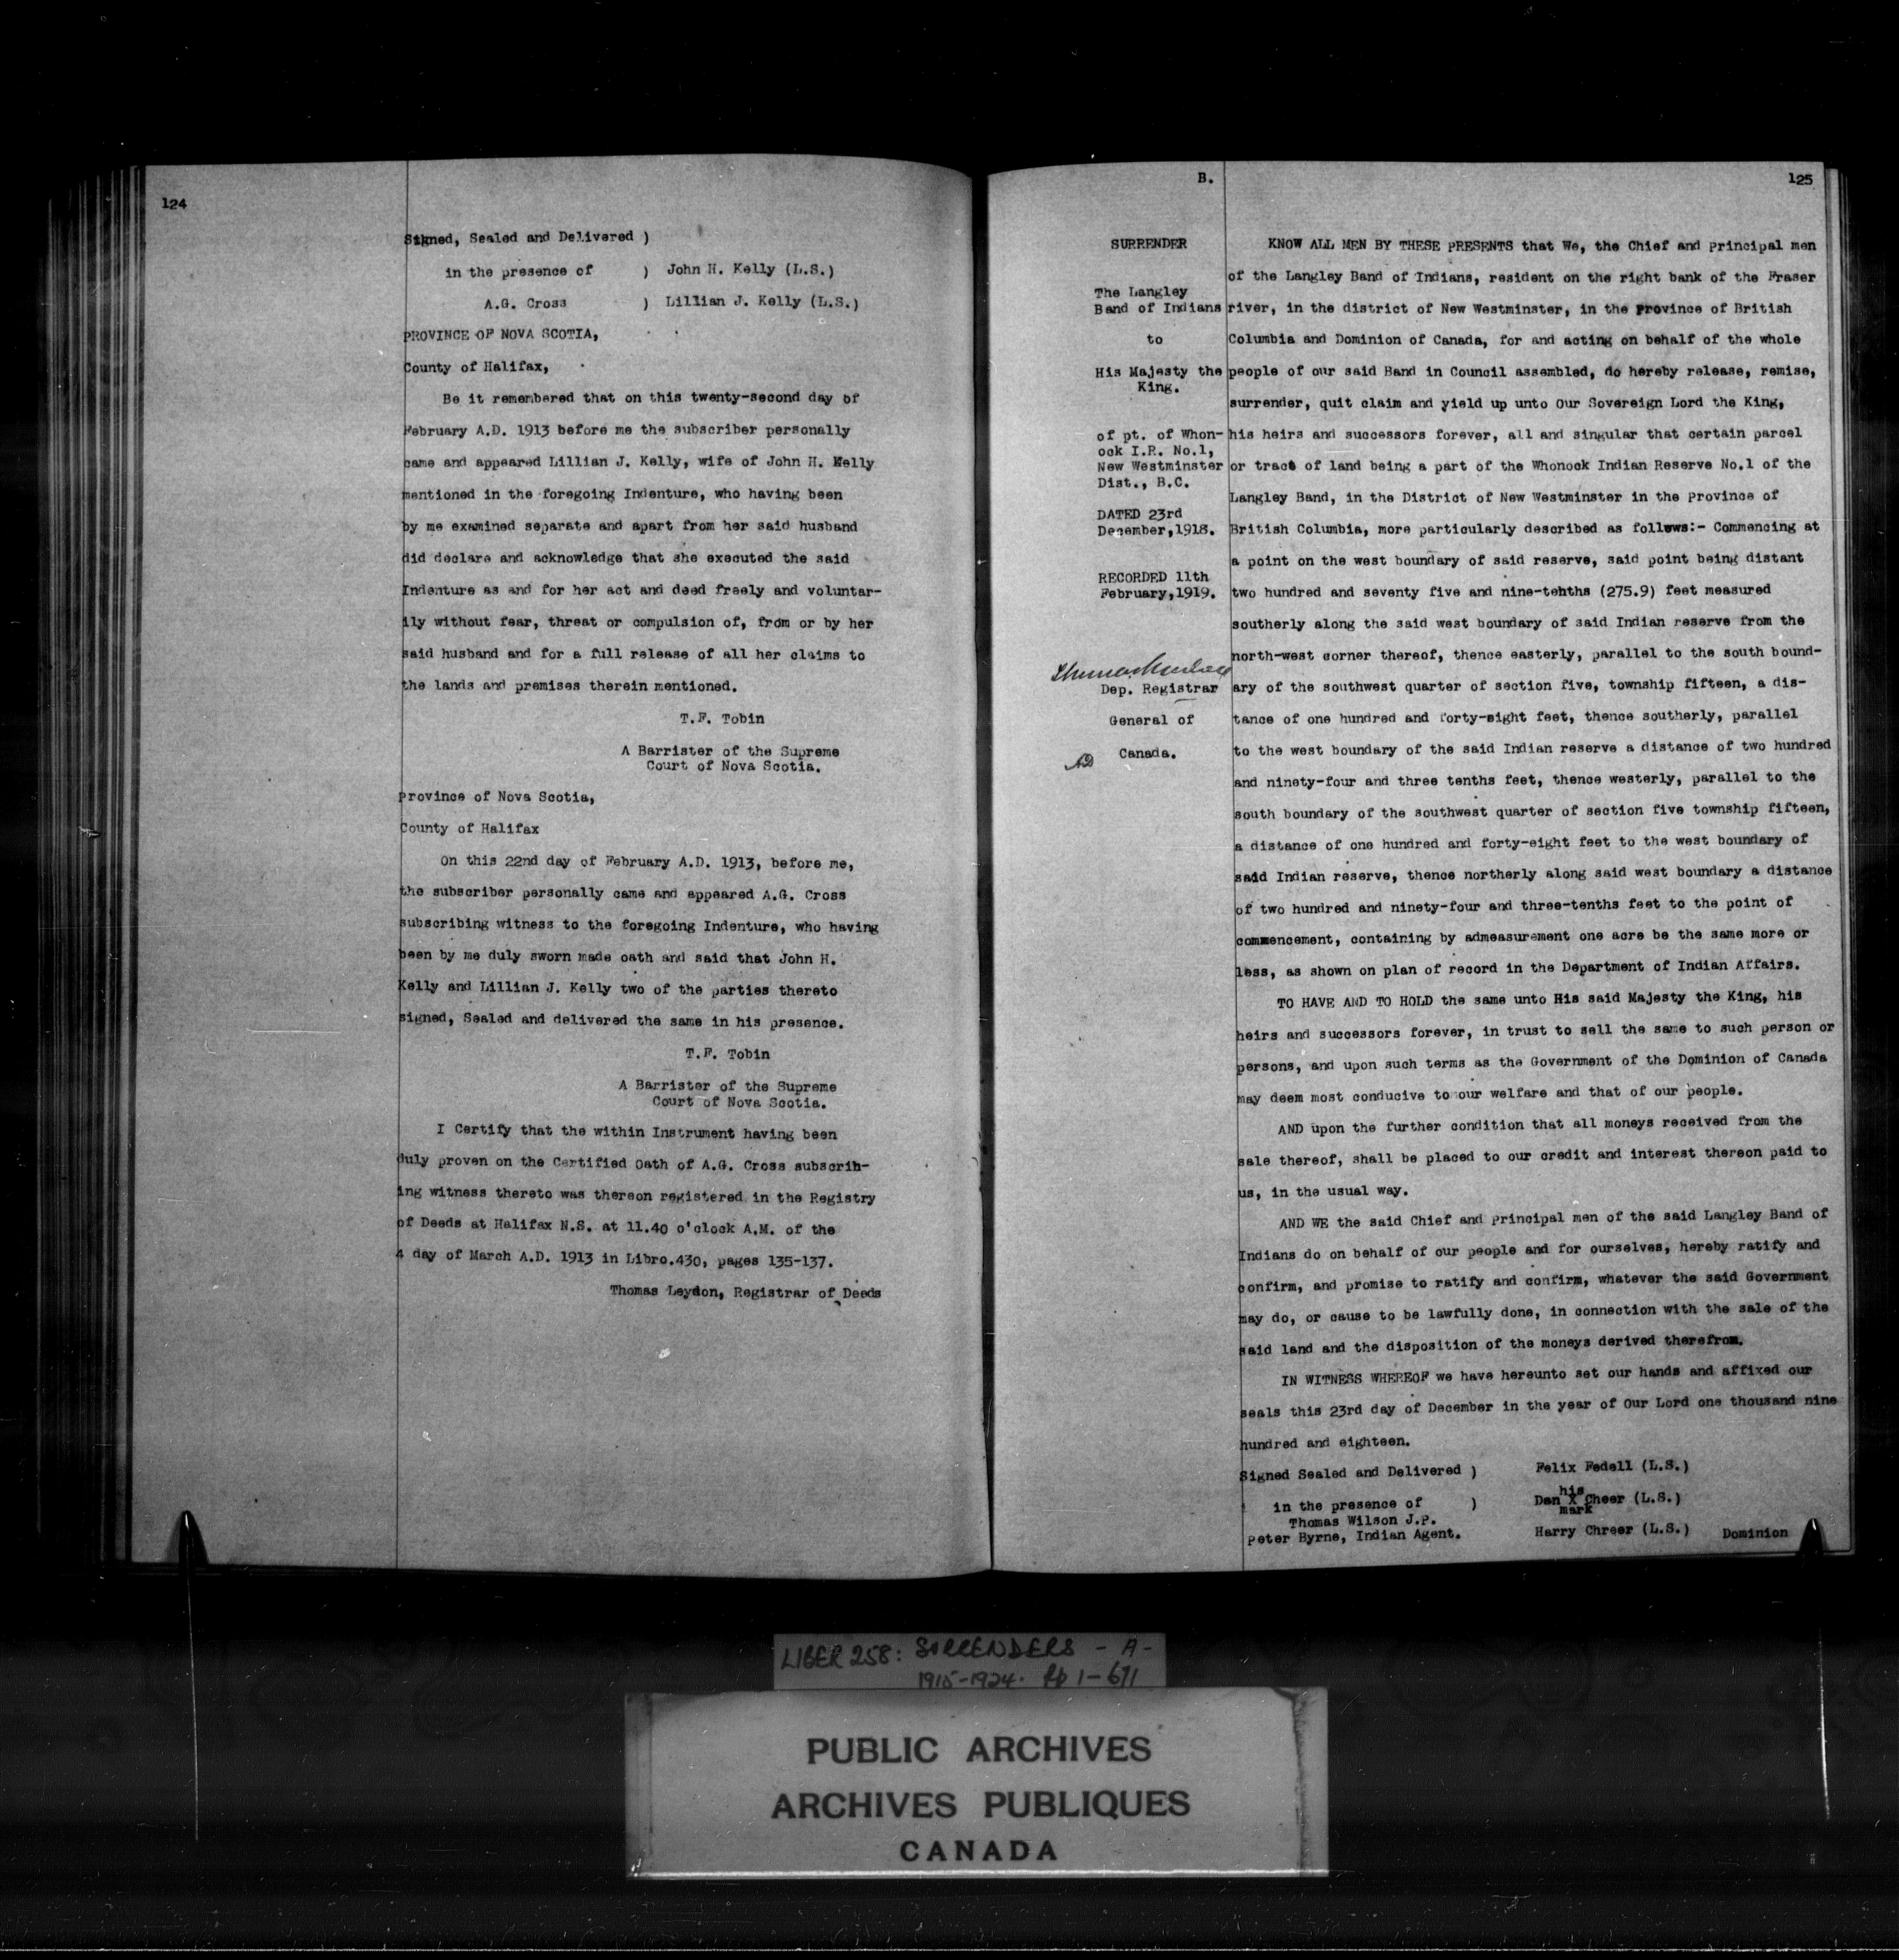 124
Signed, Sealed and Delivered )
in the presence of ) John H. Kelly (L.S.)
A.G. Cross ) Lillian J. Kelly (L.S.)
PROVINCE OF NOVA SCOTIA,
County of Halifax,
Be it remembered that on this twenty-second day of
February A.D. 1913 before me the subscriber personally
came and appeared Lillian J. Kelly, wife of John H. Kelly
mentioned in the foregoing Indenture, who having been
by me examined separate and apart from her said husband
did declare and acknowledge that she executed the said
Indenture as and for her act and deed freely and voluntar-
ily without fear, threat or compulsion of, from or by her
said husband and for a full release of all her claims to
the lands and premises therein mentioned.
T.F. Tobin
A Barrister of the Supreme
Court of Nova Scotia.
Province of Nova Scotia,
County of Halifax
On this 22nd day of February A.D. 1913, before me,
the subscriber personally came and appeared A.G. Cross
subscribing witness to the foregoing Indenture, who having
been by me duly sworn made oath and said that John H.
Kelly and Lillian J. Kelly two of the parties thereto
signed, Sealed and delivered the same in his presence.
T.F. Tobin
A Barrister of the Supreme
Court of Nova Scotia.
I Certify that the within Instrument having been
duly proven on the Certified Oath of A.G. Cross subscrib-
ing witness thereto was thereon registered in the Registry
of Deeds at Halifax N.S. at 11.40 o'clock A.M. of the
4 day of March A.D. 1913 in Libro.430, pages 135-137.
Thomas Leydon, Registrar of Deeds
B.
125
SURRENDER
The Langley
Band of Indians
to
His Majesty the
King.
of pt. of Whon-
ock I.R. No.1,
New Westminster
Dist., B.C.
DATED 23rd
December,1918.
RECORDED 11th
February,1919.
Dep. Registrar
General of
Canada.
KNOW ALL MEN BY THESE PRESENTS that We, the Chief and Principal men
of the Langley Band of Indians, resident on the right bank of the Fraser
river, in the district of New Westminster, in the Province of British
Columbia and Dominion of Canada, for and acting on behalf of the whole
people of our said Band in Council assembled, do hereby release, remise,
surrender, quit claim and yield up unto Our Sovereign Lord the King,
his heirs and successors forever, all and singular that certain parcel
or tract of land being a part of the Whonock Indian Reserve No.1 of the
Langley Band, in the District of New Westminster in the Province of
British Columbia, more particularly described as follows:- Commencing at
a point on the west boundary of said reserve, said point being distant
two hundred and seventy five and nine-tenths (275.9) feet measured
southerly along the said west boundary of said Indian reserve from the
north-west corner thereof, thence easterly, parallel to the south bound-
ary of the southwest quarter of section five, township fifteen, a dis-
tance of one hundred and forty-eight feet, thence southerly, parallel
to the west boundary of the said Indian reserve a distance of two hundred
and ninety-four and three tenths feet, thence westerly, parallel to the
south boundary of the southwest quarter of section five township fifteen,
a distance of one hundred and forty-eight feet to the west boundary of
said Indian reserve, thence northerly along said west boundary a distance
of two hundred and ninety-four and three-tenths feet to the point of
commencement, containing by admeasurement one acre be the same more or
less, as shown on plan of record in the Department of Indian Affairs.
TO HAVE AND TO HOLD the same unto His said Majesty the King, his
heirs and successors forever, in trust to sell the same to such person or
persons, and upon such terms as the Government of the Dominion of Canada
may deem most conducive to our welfare and that of our people.
AND upon the further condition that all moneys received from the
sale thereof, shall be placed to our credit and interest thereon paid to
us, in the usual way.
AND WE the said Chief and Principal men of the said Langley Band of
Indians do on behalf of our people and for ourselves, hereby ratify and
confirm, and promise to ratify and confirm, whatever the said Government
may do, or cause to be lawfully done, in connection with the sale of the
said land and the disposition of the moneys derived therefrom.
IN WITNESS WHEREOF we have hereunto set our hands and affixed our
seals this 23rd day of December in the year of Our Lord one thousand nine
hundred and eighteen.
Signed Sealed and Delivered ) Felix Fedell (L.S.)
his
in the presence of ) Dan X Cheer (L.S.)
mark
Thomas Wilson J.P.
Peter Byrne, Indian Agent. Harry Chreer (L.S.) Dominion
LIBER 258: SURRENDERS - A -
1915-1924. pp 1-671
PUBLIC ARCHIVES
ARCHIVES PUBLIQUES
CANADA